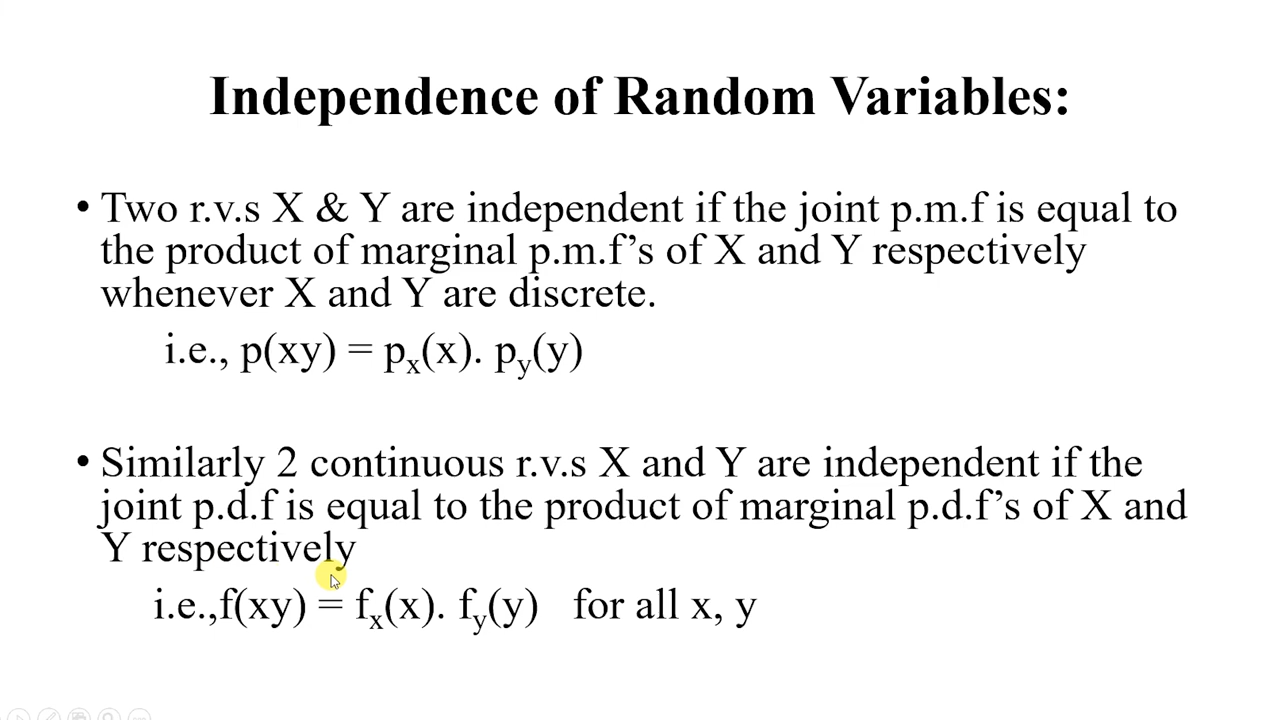 Independence of Random Variables:
• Two r.v.s X & Y are independent if the joint p.m.f is equal to
the product of marginal p.m.f’s of X and Y respectively
whenever X and Y are discrete.
i.e., p(xy) = pₓ(x). p_y(y)
• Similarly 2 continuous r.v.s X and Y are independent if the
joint p.d.f is equal to the product of marginal p.d.f’s of X and
Y respectively
i.e.,f(xy) = fₓ(x). f_y(y) for all x, y